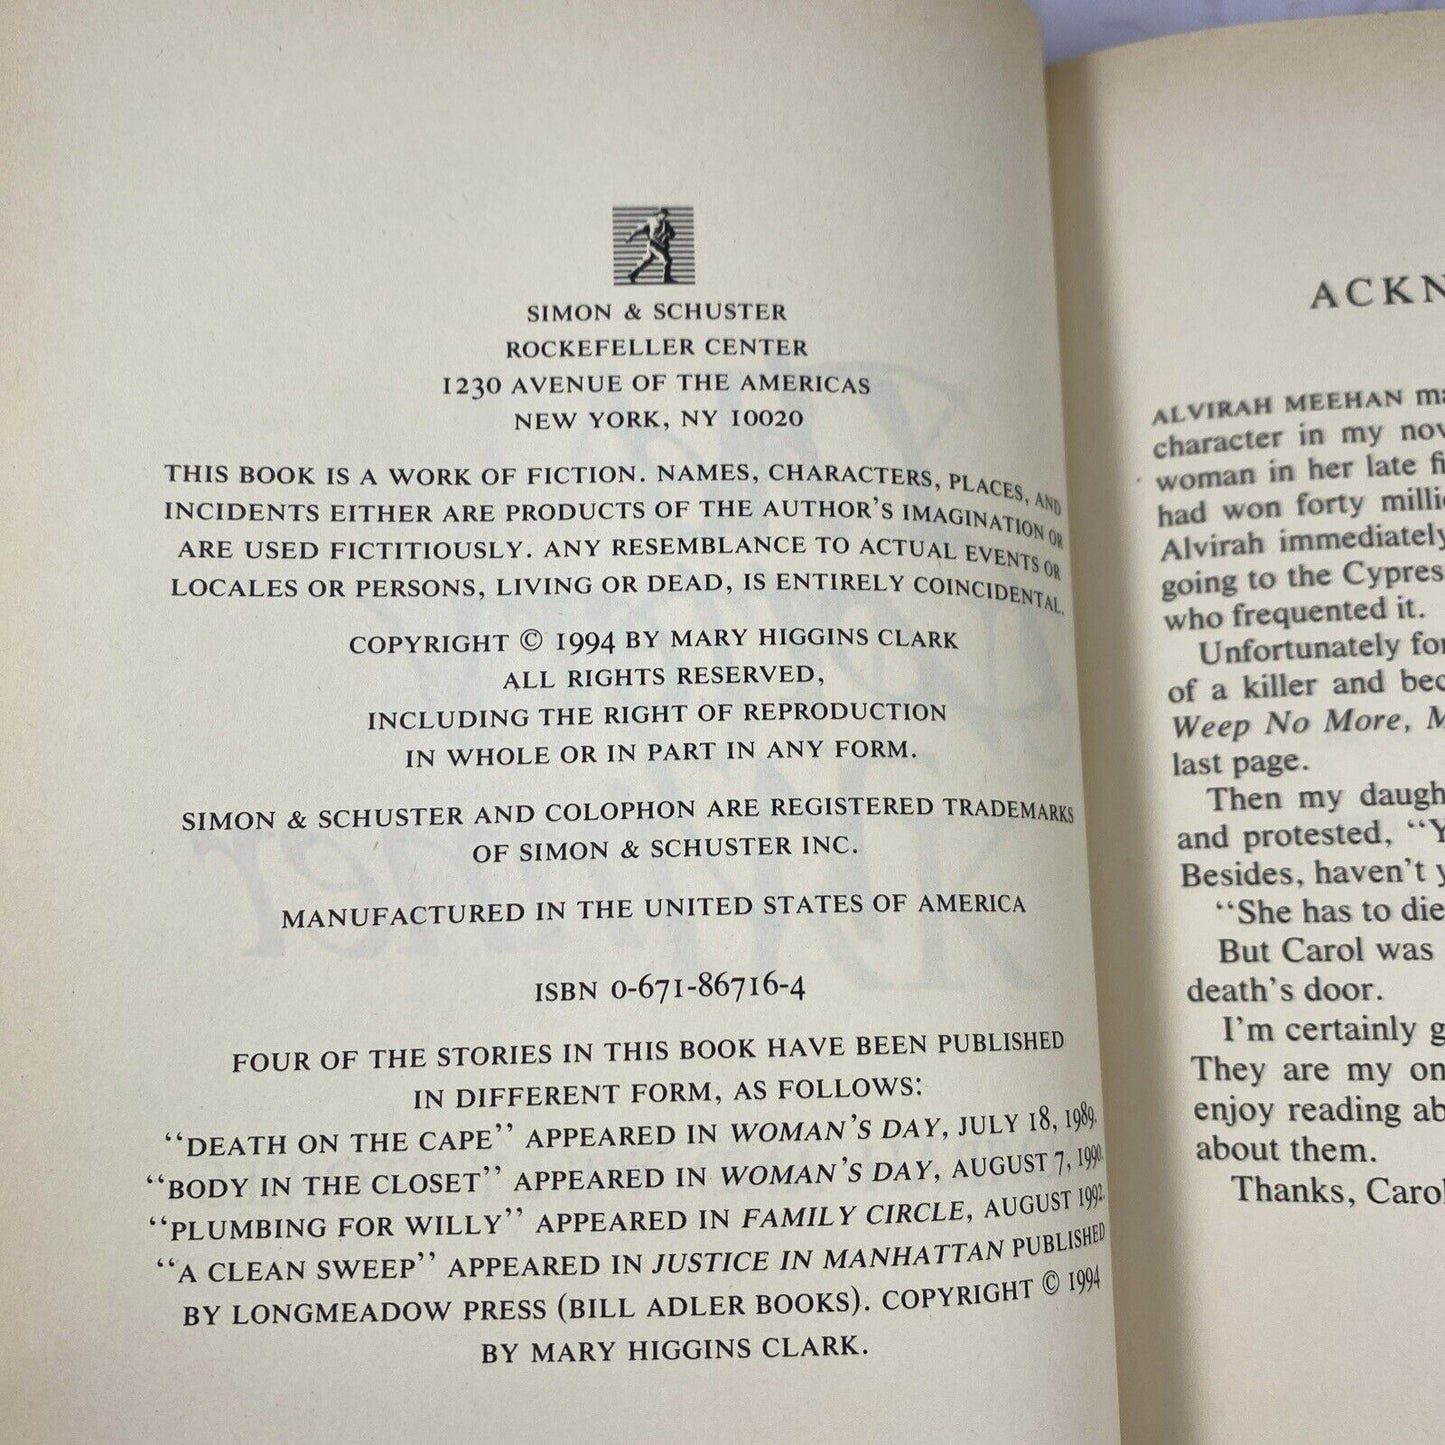 SIMON & SCHUSTER
ROCKEFELLER CENTER
1230 AVENUE OF THE AMERICAS
NEW YORK, NY 10020
THIS BOOK IS A WORK OF FICTION. NAMES, CHARACTERS, PLACES, AND
INCIDENTS EITHER ARE PRODUCTS OF THE AUTHOR'S IMAGINATION OR
ARE USED FICTITIOUSLY. ANY RESEMBLANCE TO ACTUAL EVENTS OR
LOCALES OR PERSONS, LIVING OR DEAD, IS ENTIRELY COINCIDENTAL.
COPYRIGHT © 1994 BY MARY HIGGINS CLARK
ALL RIGHTS RESERVED,
INCLUDING THE RIGHT OF REPRODUCTION
IN WHOLE OR IN PART IN ANY FORM.
SIMON & SCHUSTER AND COLOPHON ARE REGISTERED TRADEMARKS
OF SIMON & SCHUSTER INC.
MANUFACTURED IN THE UNITED STATES OF AMERICA
ISBN 0-671-86716-4
FOUR OF THE STORIES IN THIS BOOK HAVE BEEN PUBLISHED
IN DIFFERENT FORM, AS FOLLOWS:
"DEATH ON THE CAPE" APPEARED IN WOMAN'S DAY, JULY 18, 1989.
"BODY IN THE CLOSET" APPEARED IN WOMAN'S DAY, AUGUST 7, 1990.
"PLUMBING FOR WILLY" APPEARED IN FAMILY CIRCLE, AUGUST 1992.
"A CLEAN SWEEP" APPEARED IN JUSTICE IN MANHATTAN PUBLISHED
BY LONGMEADOW PRESS (BILL ADLER BOOKS). COPYRIGHT © 1994
BY MARY HIGGINS CLARK.
ACKN
ALVIRAH MEEHAN ma
character in my nov
woman in her late fi
had won forty milli
Alvirah immediately
going to the Cypres
who frequented it.
Unfortunately for
of a killer and bec
Weep No More, M
last page.
Then my daugh
and protested, "Y
Besides, haven't y
"She has to die
But Carol was
death's door.
I'm certainly g
They are my on
enjoy reading ab
about them.
Thanks, Carol